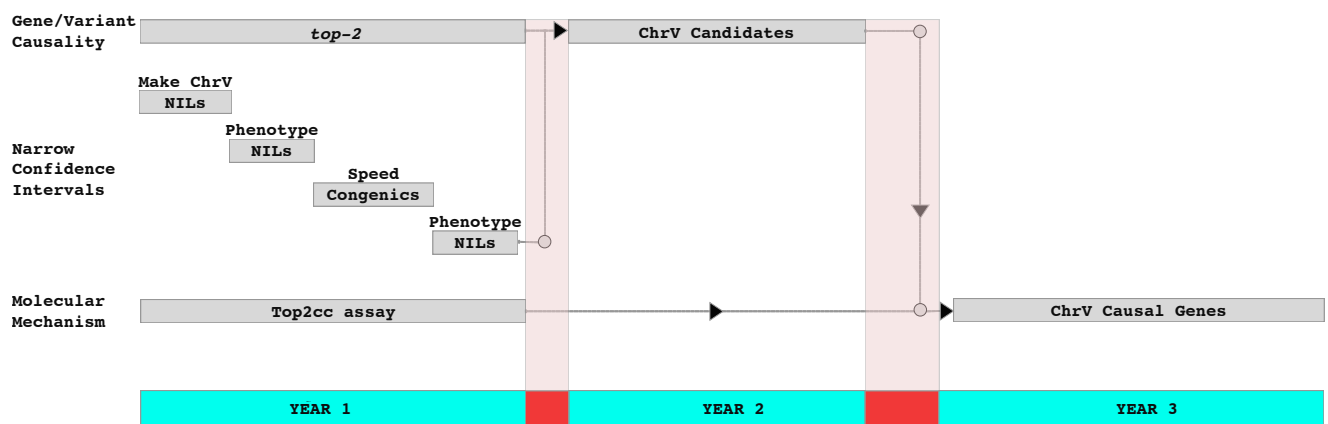 Gene/Variant
Causality
top-2
ChrV Candidates
Make ChrV
NILs
Narrow
Confidence
Intervals
Phenotype
NILs
Speed
Congenics
Phenotype
NILs
Molecular
Mechanism
Top2cc assay
ChrV Causal Genes
YEAR 1
YEAR 2
YEAR 3